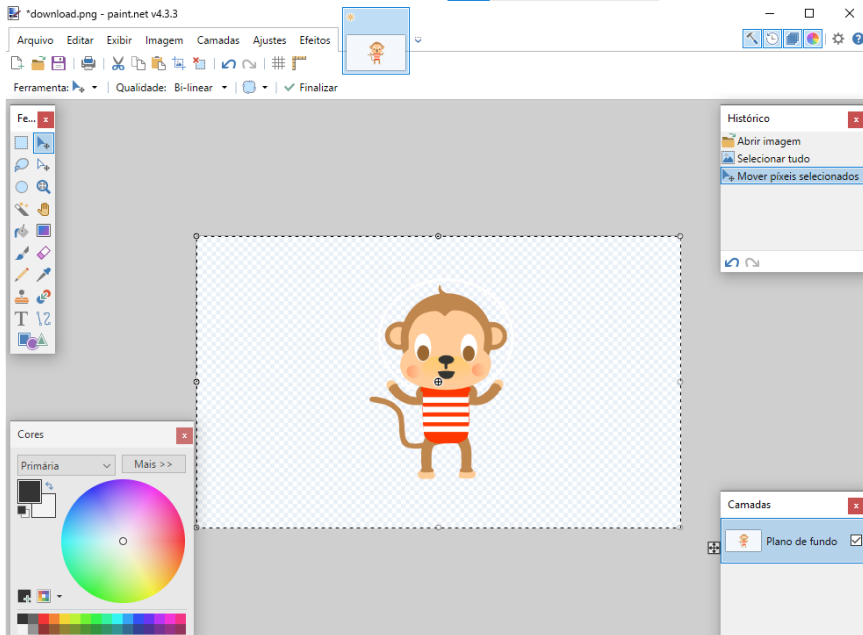 *download.png - paint.net v4.3.3
Arquivo Editar Exibir Imagem Camadas Ajustes Efeitos
Ferramenta: Qualidade: Bi-linear Finalizar
Fe... x
Histórico x
Abrir imagem
Selecionar tudo
Mover píxeis selecionados
Cores x
Primária Mais >>
Camadas x
Plano de fundo